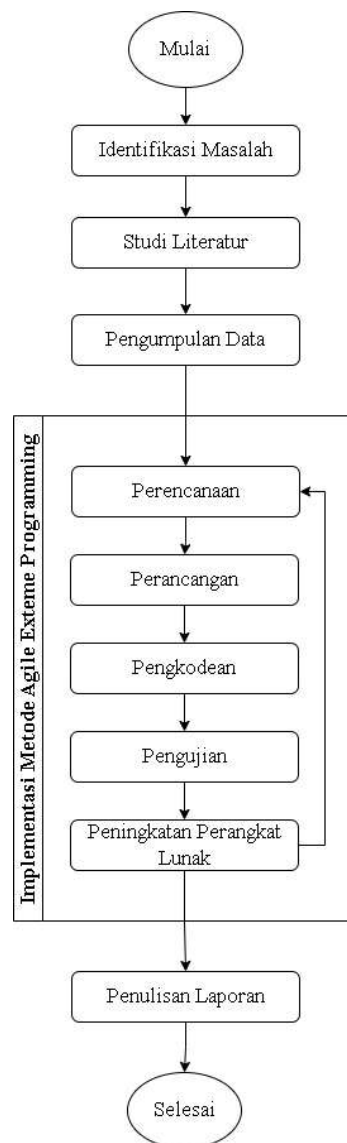 Mulai
Identifikasi Masalah
Studi Literatur
Pengumpulan Data
Implementasi Metode Agile Exteme Programming
Perencanaan
Perancangan
Pengkodean
Pengujian
Peningkatan Perangkat
Lunak
Penulisan Laporan
Selesai